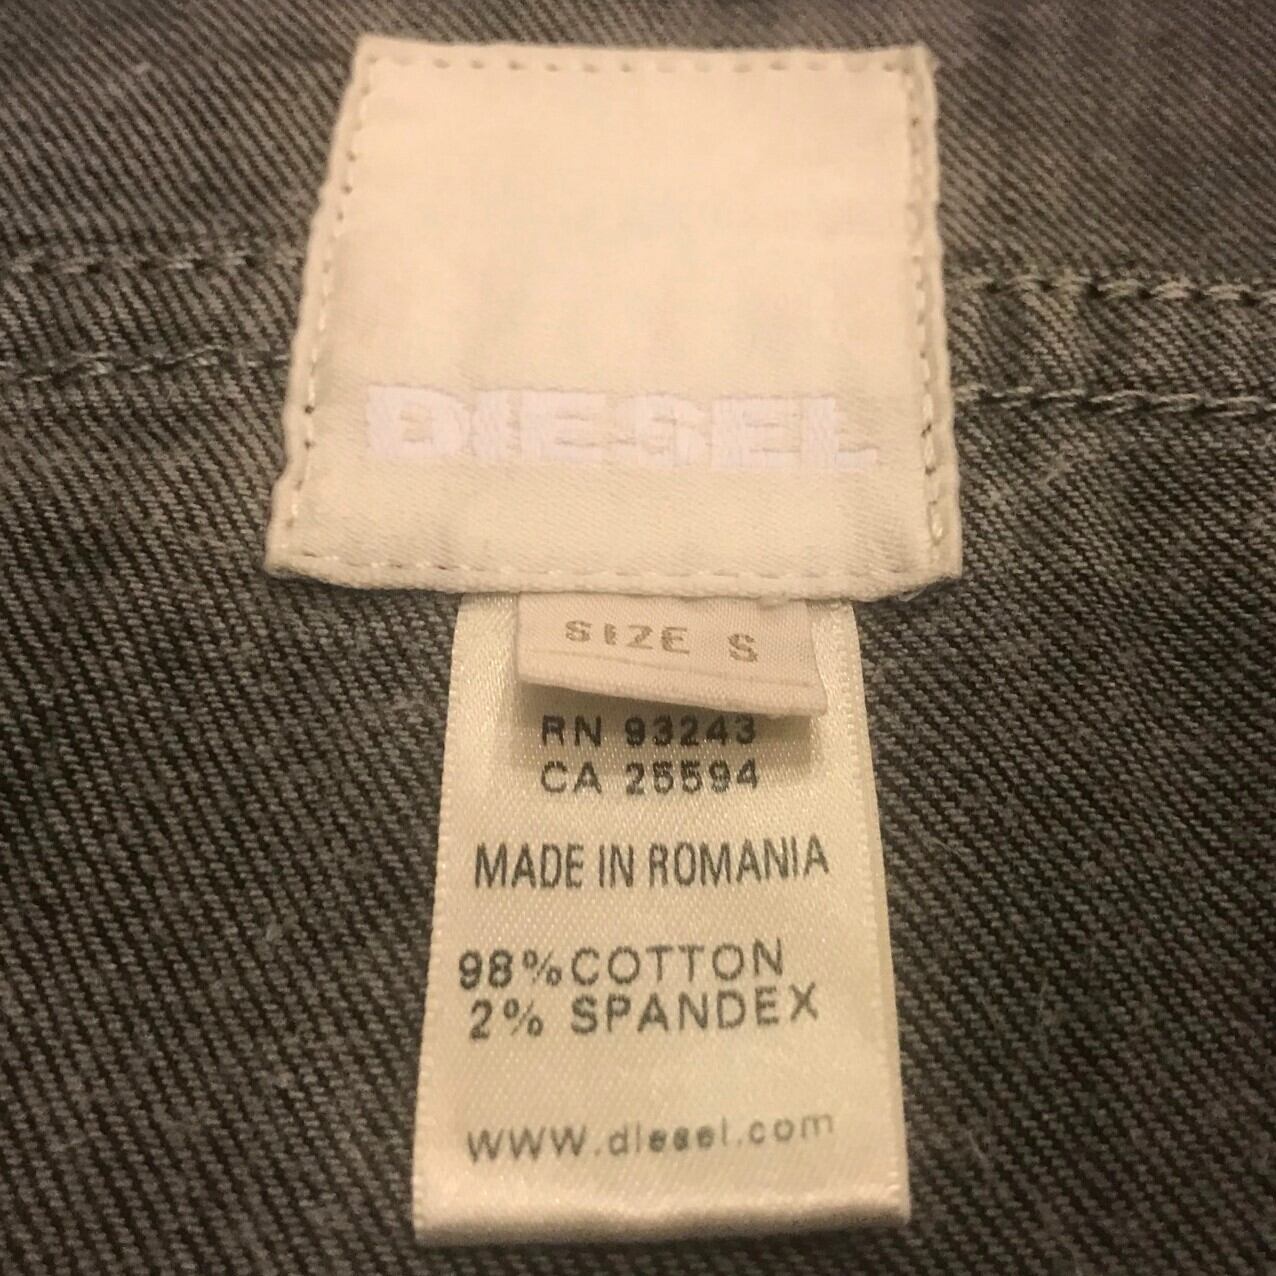 DIESEL
SIZE S
RN 93243
CA 25594
MADE IN ROMANIA
98% COTTON
2% SPANDEX
www.diesel.com